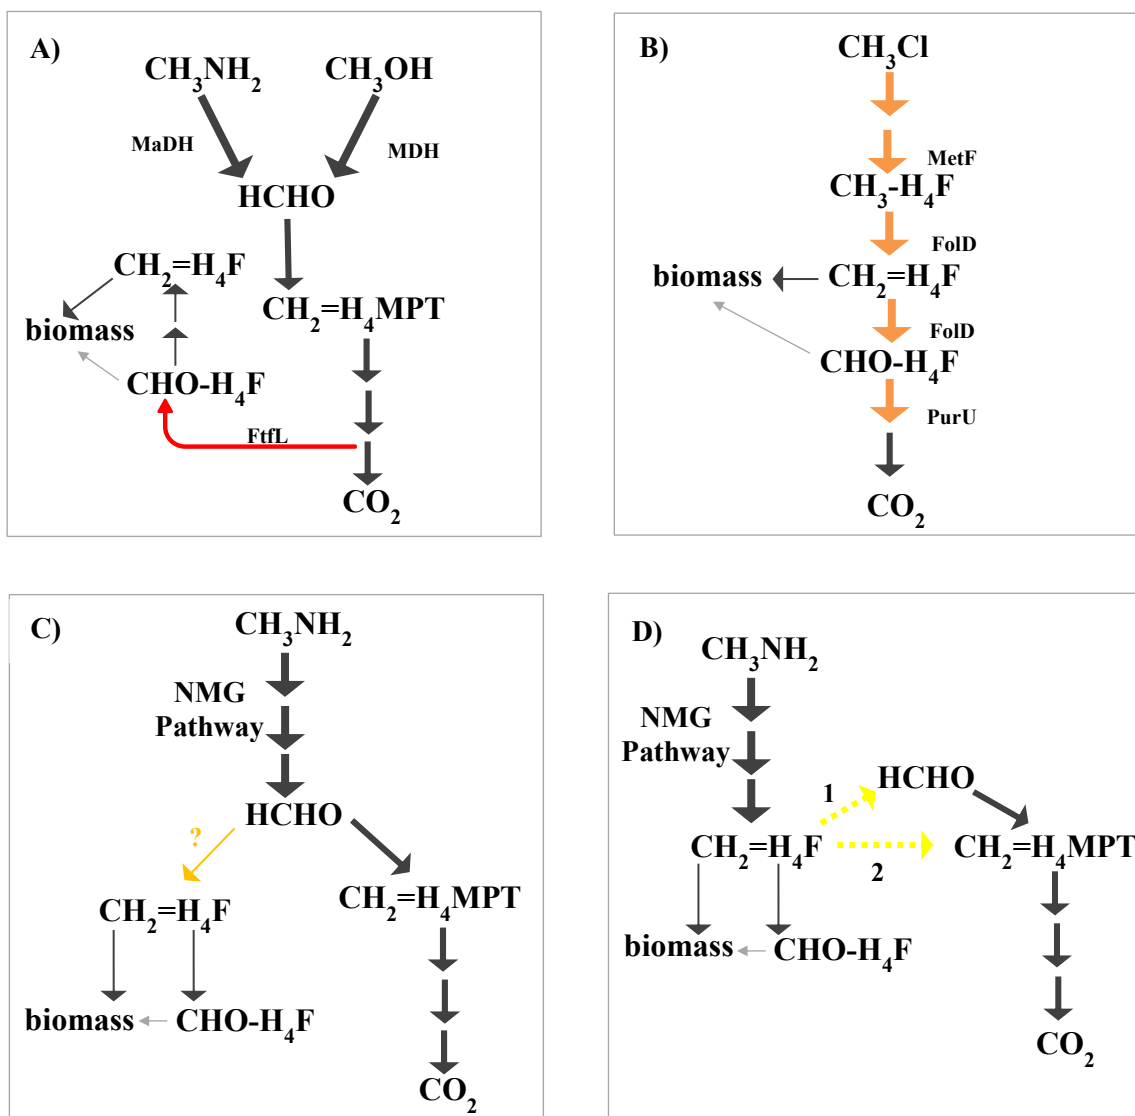 A)
CH₃NH₂ CH₃OH
MaDH MDH
HCHO
CH₂=H₄F
CH₂=H₄MPT
biomass
CHO-H₄F
FtfL
CO₂
B)
CH₃Cl
MetF
CH₃-H₄F
FolD
biomass CH₂=H₄F
FolD
CHO-H₄F
PurU
CO₂
C)
CH₃NH₂
NMG
Pathway
HCHO
?
CH₂=H₄F CH₂=H₄MPT
biomass CHO-H₄F
CO₂
D)
CH₃NH₂
NMG
Pathway
HCHO
1
CH₂=H₄F CH₂=H₄MPT
2
biomass CHO-H₄F
CO₂